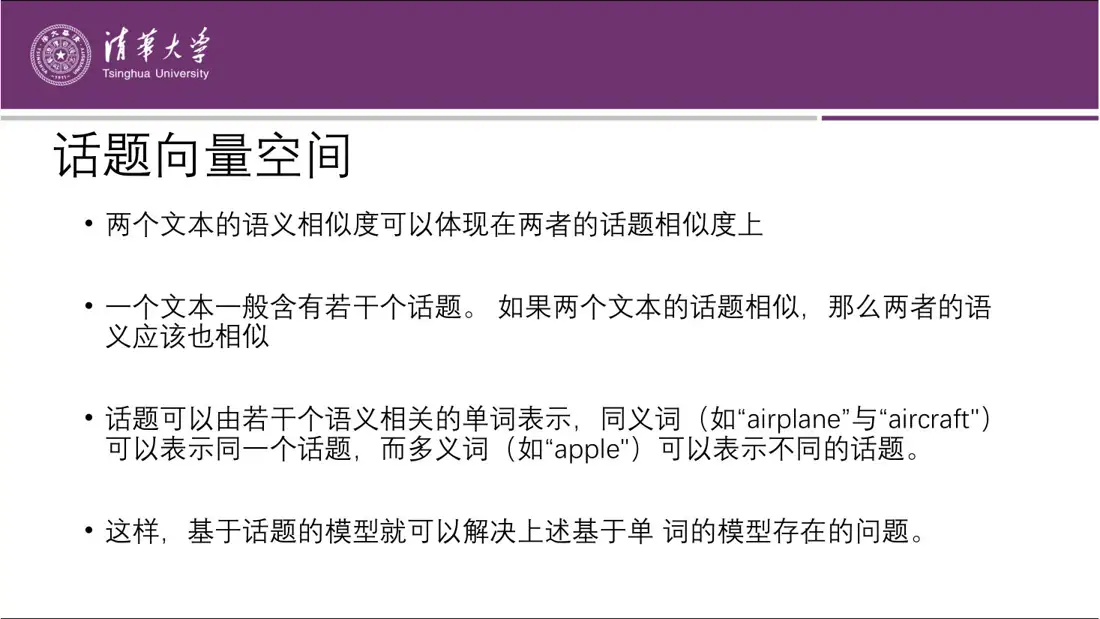 清华大学
Tsinghua University
话题向量空间
• 两个文本的语义相似度可以体现在两者的话题相似度上
• 一个文本一般含有若干个话题。 如果两个文本的话题相似，那么两者的语
义应该也相似
• 话题可以由若干个语义相关的单词表示，同义词（如“airplane”与“aircraft"）
可以表示同一个话题，而多义词（如“apple"）可以表示不同的话题。
• 这样，基于话题的模型就可以解决上述基于单 词的模型存在的问题。